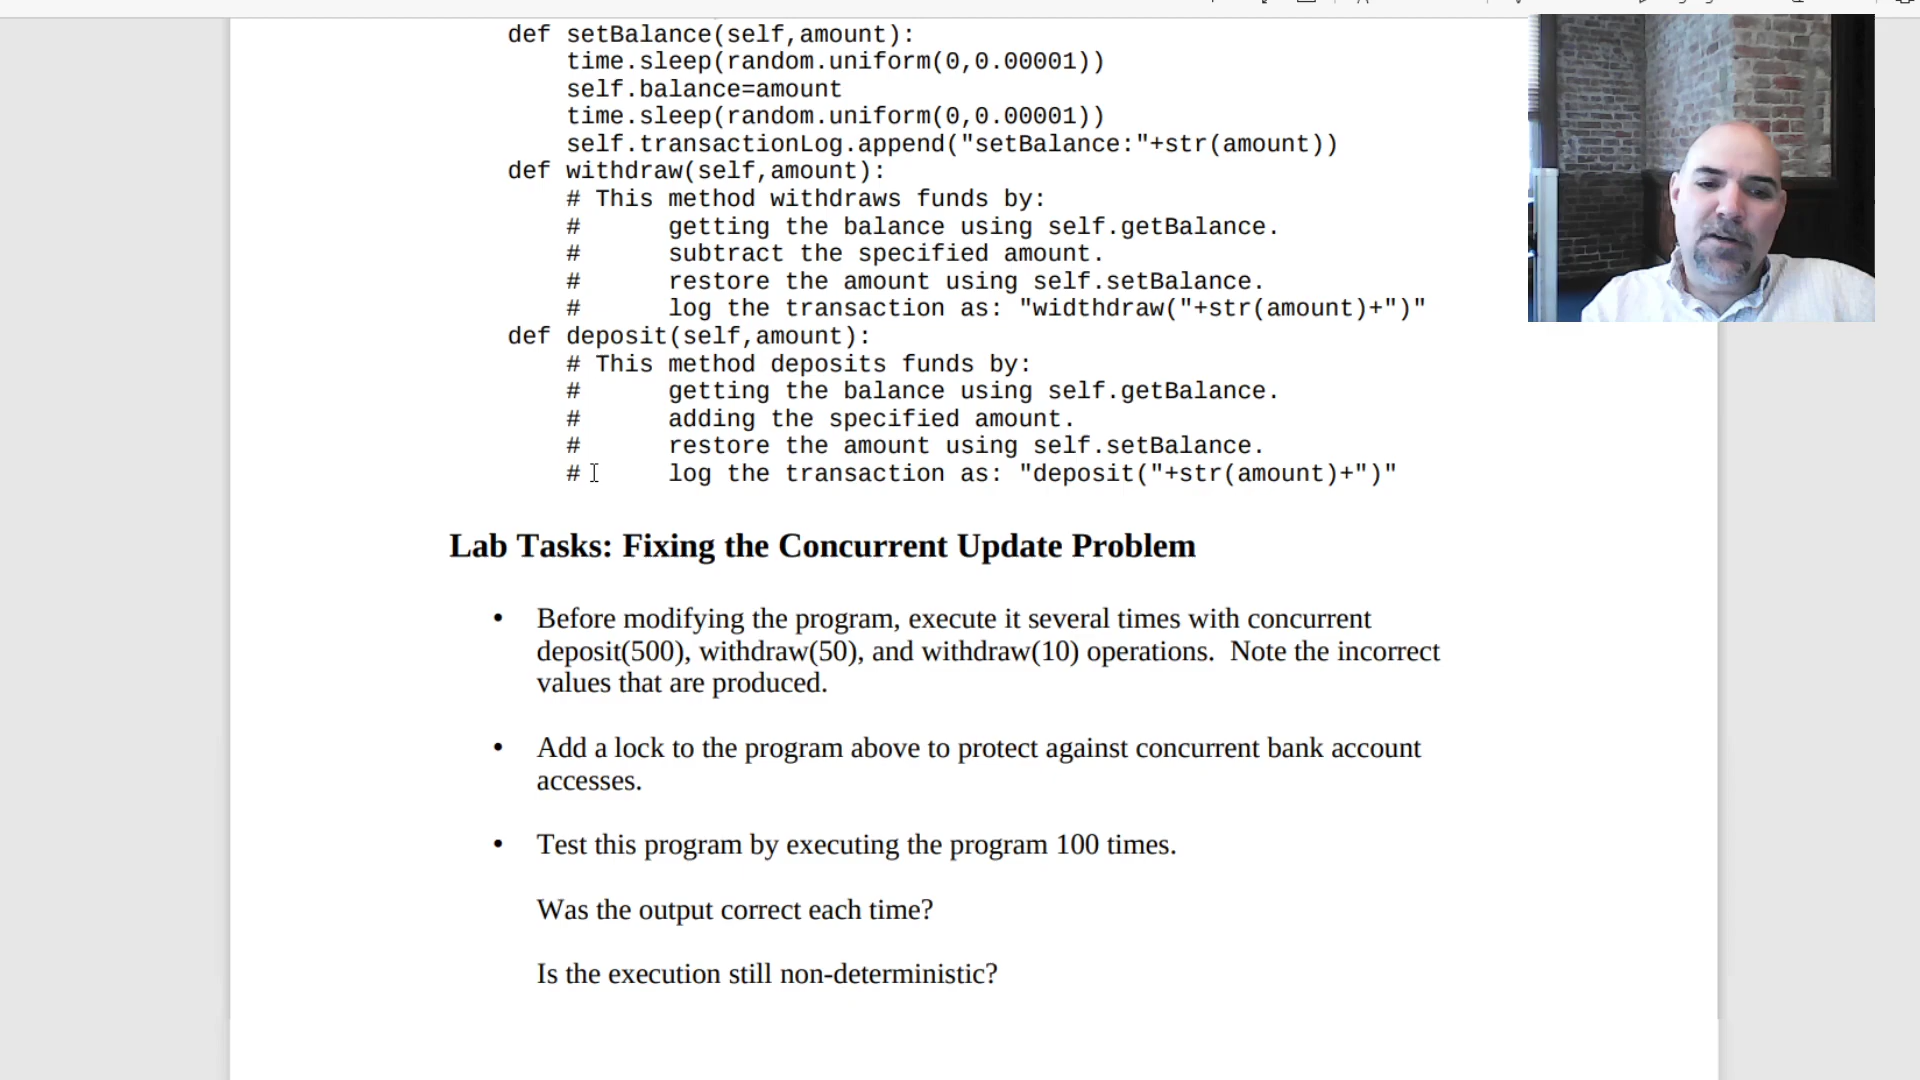 def setBalance(self,amount):
time.sleep(random.uniform(0,0.00001))
self.balance=amount
time.sleep(random.uniform(0,0.00001))
self.transactionLog.append("setBalance:"+str(amount))
def withdraw(self,amount):
# This method withdraws funds by:
# getting the balance using self.getBalance.
# subtract the specified amount.
# restore the amount using self.setBalance.
# log the transaction as: "widthdraw("+str(amount)+")"
def deposit(self,amount):
# This method deposits funds by:
# getting the balance using self.getBalance.
# adding the specified amount.
# restore the amount using self.setBalance.
# log the transaction as: "deposit("+str(amount)+")"
Lab Tasks: Fixing the Concurrent Update Problem
• Before modifying the program, execute it several times with concurrent
deposit(500), withdraw(50), and withdraw(10) operations. Note the incorrect
values that are produced.
• Add a lock to the program above to protect against concurrent bank account
accesses.
• Test this program by executing the program 100 times.
Was the output correct each time?
Is the execution still non-deterministic?